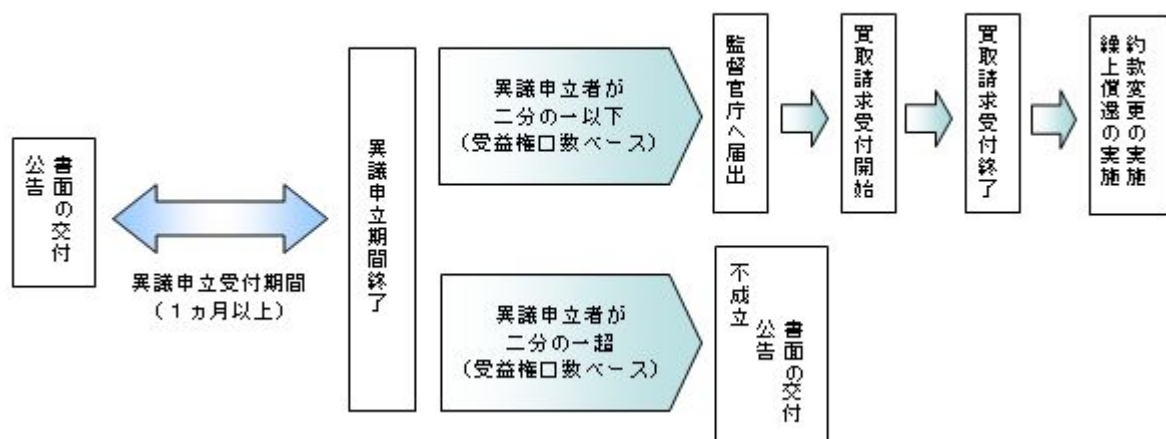 書面の交付
公告
異議申立受付期間
(1ヵ月以上)
異議申立期間終了
異議申立者が
二分の一以下
(受益権口数ベース)
監督官庁へ届出
買取請求受付開始
買取請求受付終了
約款変更の実施
繰上償還の実施
異議申立者が
二分の一超
(受益権口数ベース)
不成立
書面の交付
公告